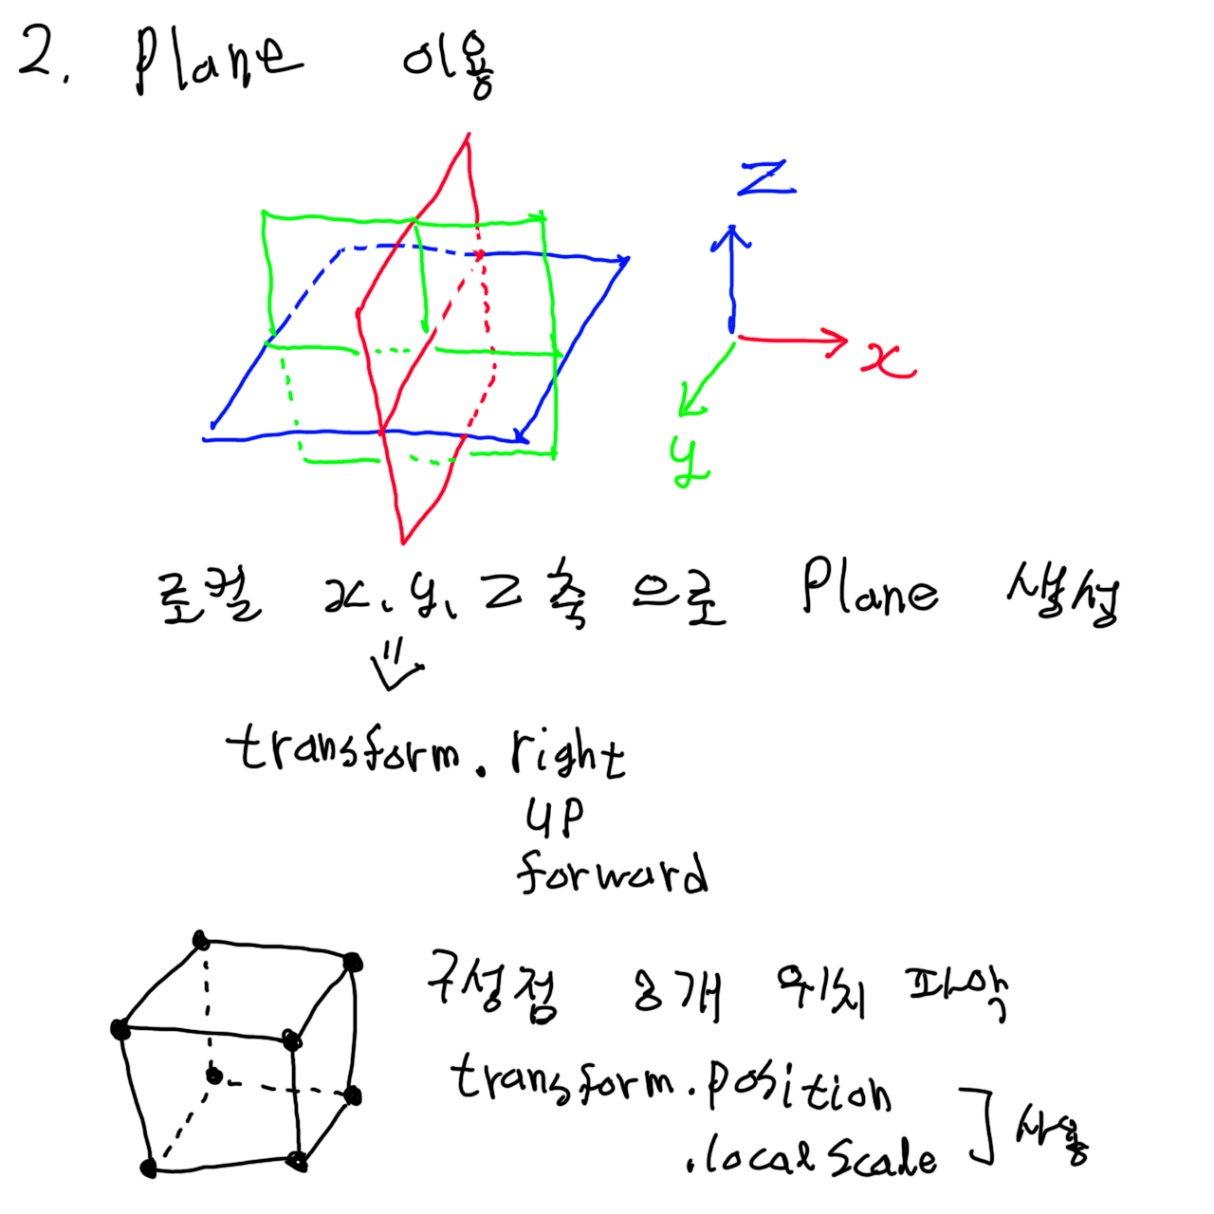 2. Plane 이용
Z
x
y
로컬 x, y, z축으로 Plane 생성
transform. right
up
forward
구성점 8개 위치 파악
transform.position
.localScale
사용